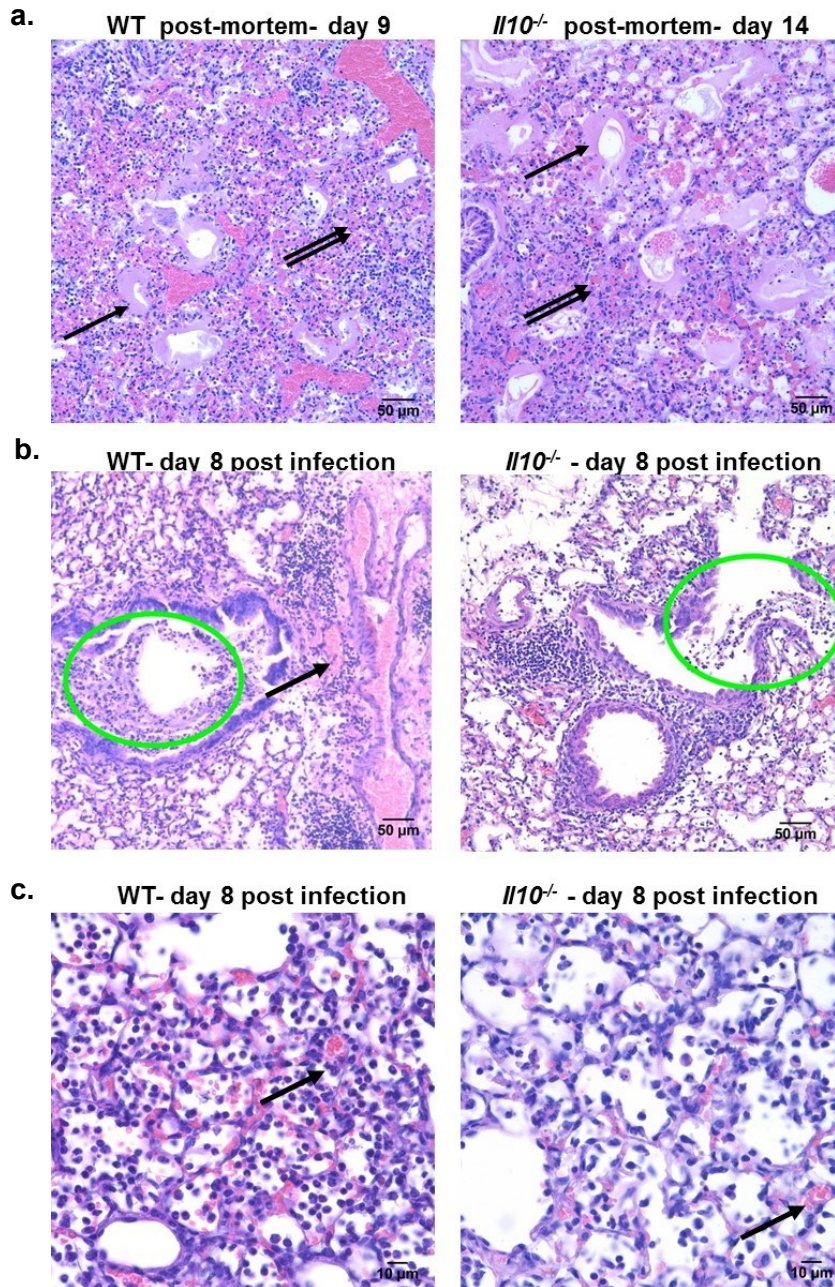 a.
WT post-mortem- day 9
Il10-/- post-mortem- day 14
50 µm
50 µm
b.
WT- day 8 post infection
Il10-/- - day 8 post infection
50 µm
50 µm
c.
WT- day 8 post infection
Il10-/- - day 8 post infection
10 µm
10 µm